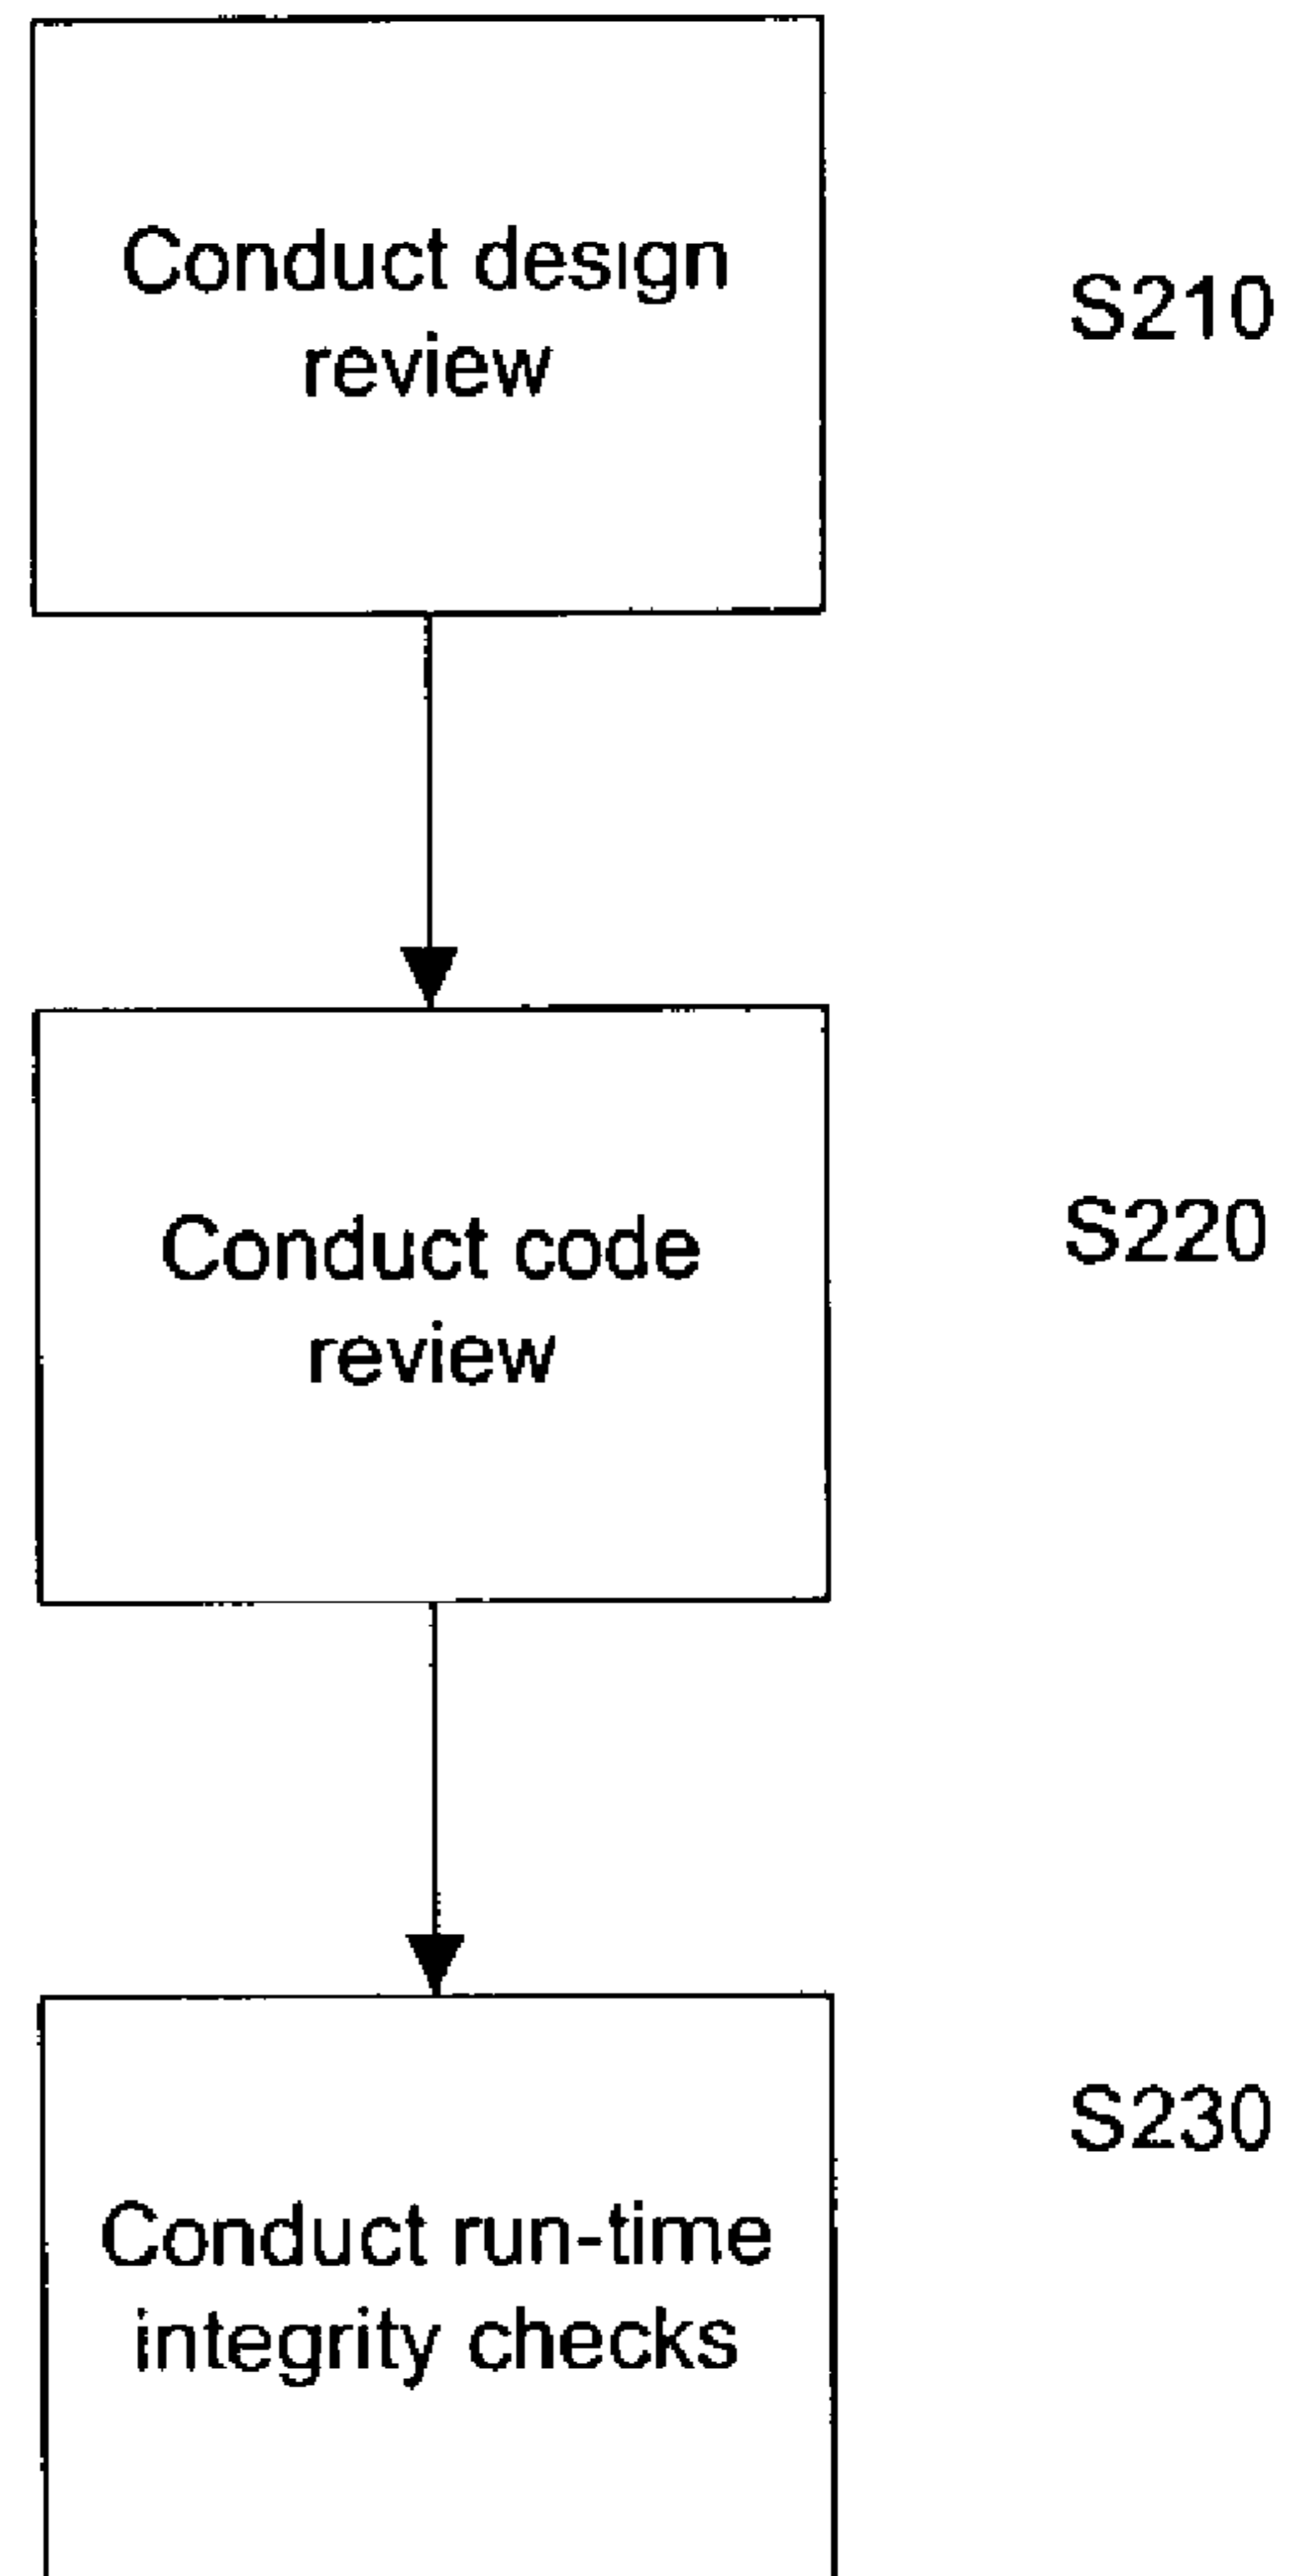 Conduct design
review
S210
Conduct code
review
S220
Conduct run-time
integrity checks
S230